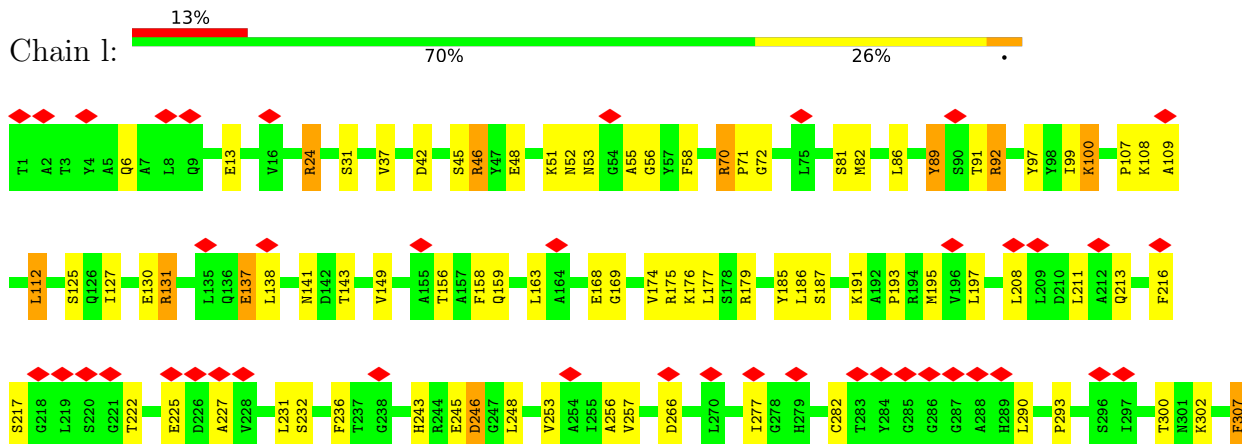 13%
Chain l:
70% 26% •
T1 A2 T3 Y4 A5 Q6 A7 L8 Q9 E13 V16 R24 S31 V37 D42 S45 R46 Y47 E48 K51 N52 N53 G54 A55 G56 Y57 F58 R70 P71 G72 L75 S81 M82 L86 Y89 S90 T91 R92 Y97 Y98 I99 K100 P107 K108 A109
L112 S125 Q126 I127 E130 R131 L135 Q136 E137 L138 N141 D142 T143 V149 A155 T156 A157 F158 Q159 L163 A164 E168 G169 V174 R175 K176 L177 S178 R179 Y185 L186 S187 K191 A192 P193 R194 M195 V196 L197 L208 L209 D210 L211 A212 Q213 F216
S217 G218 L219 S220 G221 T222 E225 D226 A227 V228 L231 S232 F236 T237 G238 H243 R244 E245 D246 G247 L248 V253 A254 I255 A256 V257 D266 L270 I277 G278 H279 C282 T283 Y284 G285 G286 G287 A288 H289 L290 P293 S296 I297 T300 N301 K302 F307